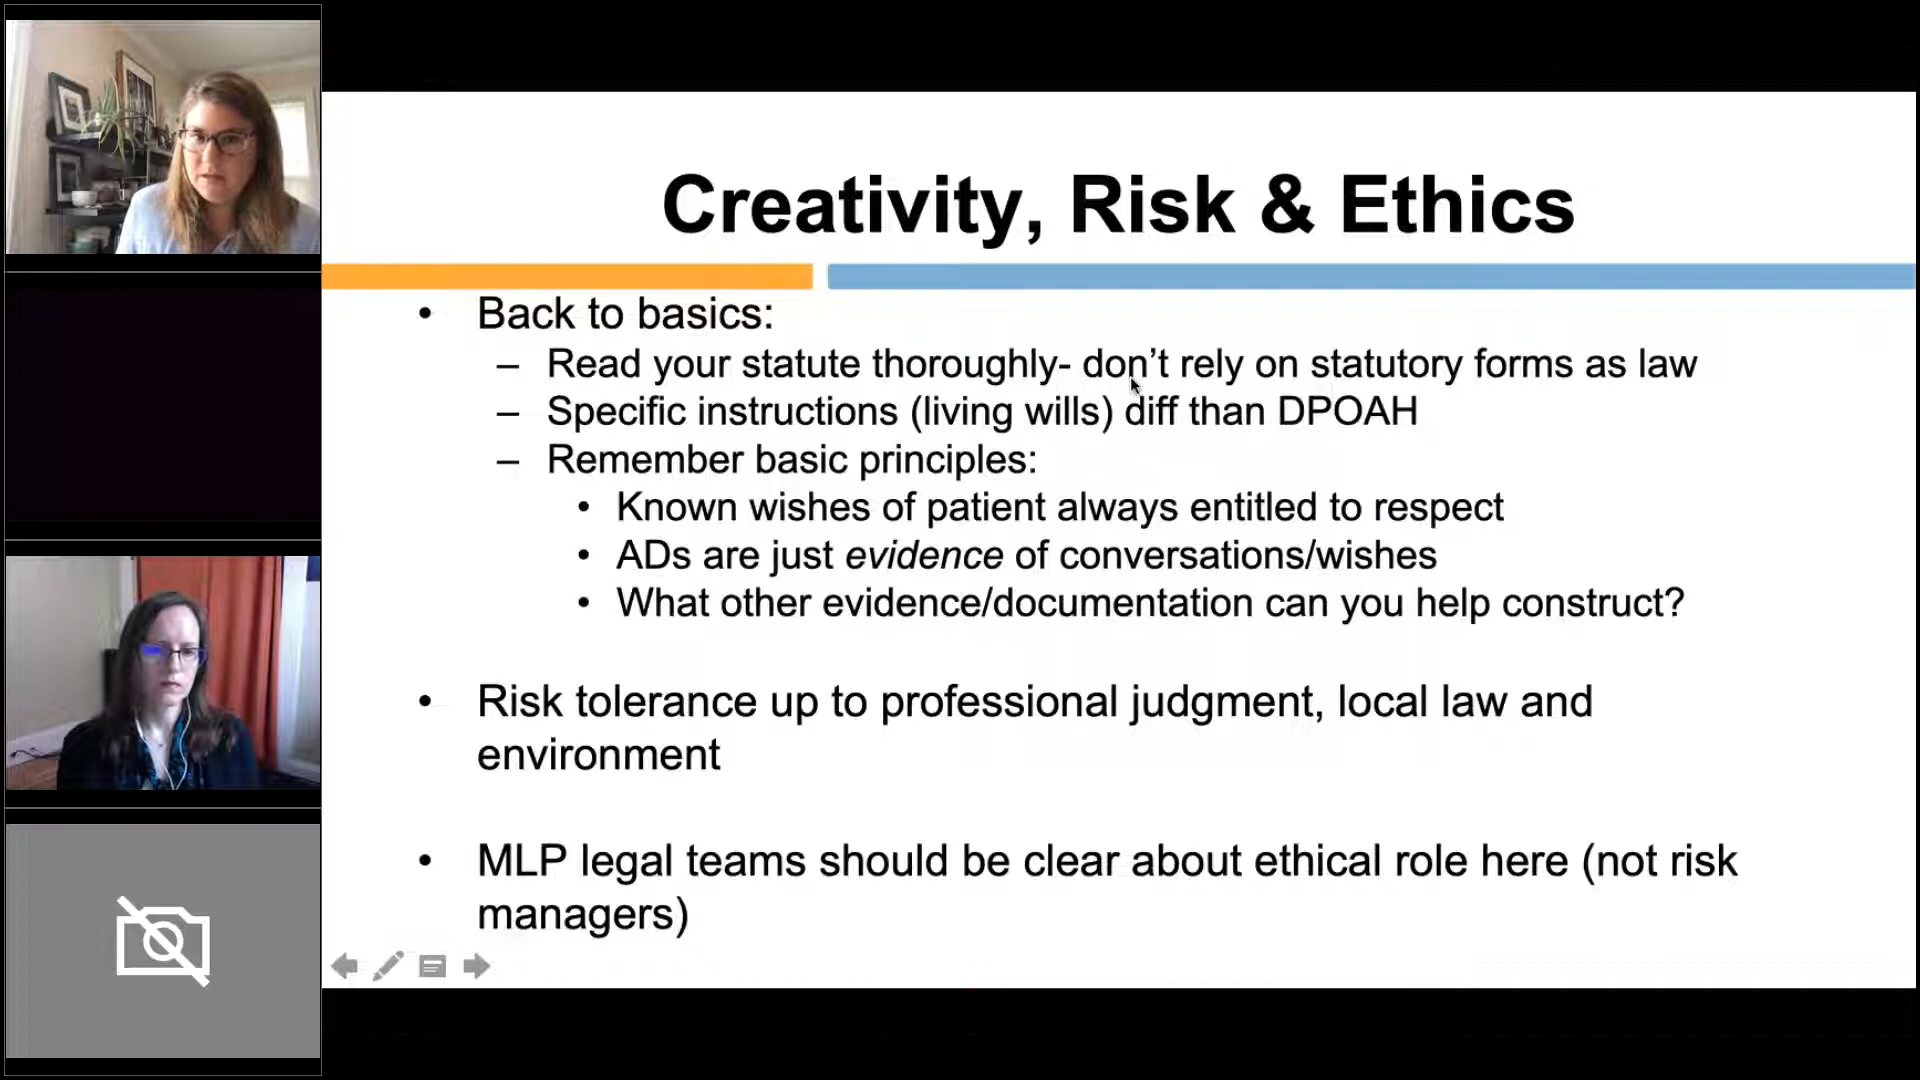 Creativity, Risk & Ethics
• Back to basics:
– Read your statute thoroughly- don’t rely on statutory forms as law
– Specific instructions (living wills) diff than DPOAH
– Remember basic principles:
• Known wishes of patient always entitled to respect
• ADs are just evidence of conversations/wishes
• What other evidence/documentation can you help construct?
• Risk tolerance up to professional judgment, local law and
environment
• MLP legal teams should be clear about ethical role here (not risk
managers)